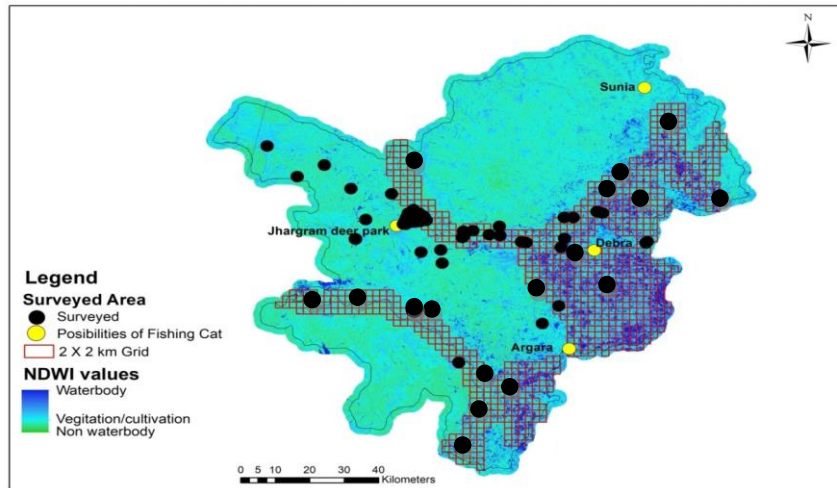 N
Sunia
Jhargram deer park
Debra
Argara
Legend
Surveyed Area
Surveyed
Posibilities of Fishing Cat
2 X 2 km Grid
NDWI values
Waterbody
Vegitation/cultivation
Non waterbody
0 5 10 20 30 40
Kilometers